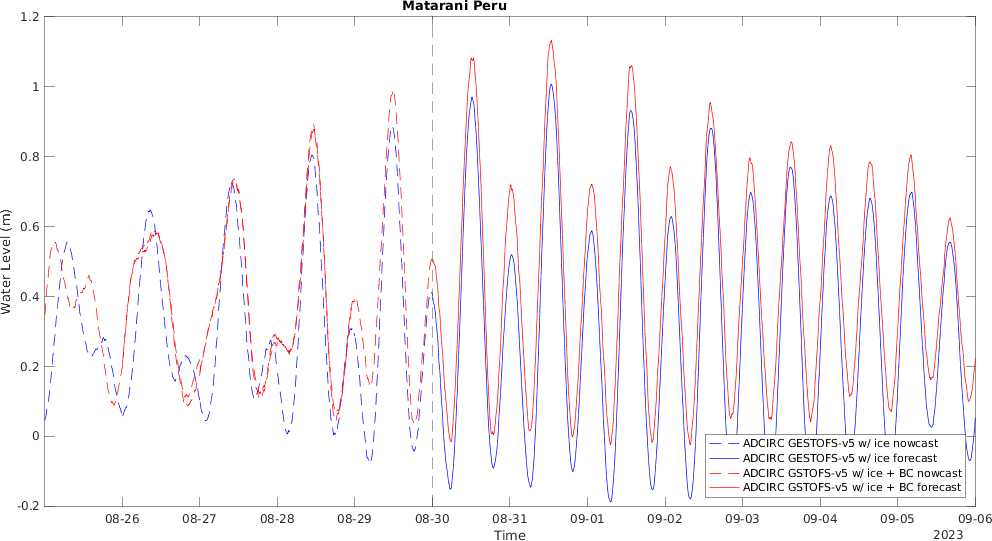 Matarani Peru
1.2
1
0.8
0.6
0.4
0.2
0
-0.2
Water Level (m)
ADCIRC GESTOFS-v5 w/ ice nowcast
ADCIRC GESTOFS-v5 w/ ice forecast
ADCIRC GSTOFS-v5 w/ ice + BC nowcast
ADCIRC GSTOFS-v5 w/ ice + BC forecast
08-26 08-27 08-28 08-29 08-30 08-31 09-01 09-02 09-03 09-04 09-05 09-06
Time
2023